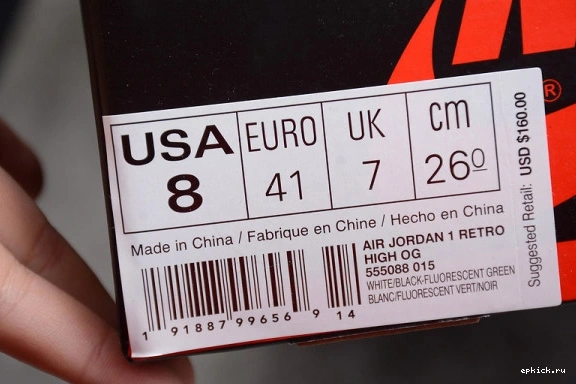 USA EURO UK cm
8 41 7 26⁰
Made in China / Fabrique en Chine / Hecho en China
AIR JORDAN 1 RETRO
HIGH OG
555088 015
WHITE/BLACK-FLUORESCENT GREEN
BLANC/FLUORESCENT VERT/NOIR
1 91887 99656 9 14
Suggested Retail: USD $160.00
®
epkick.ru